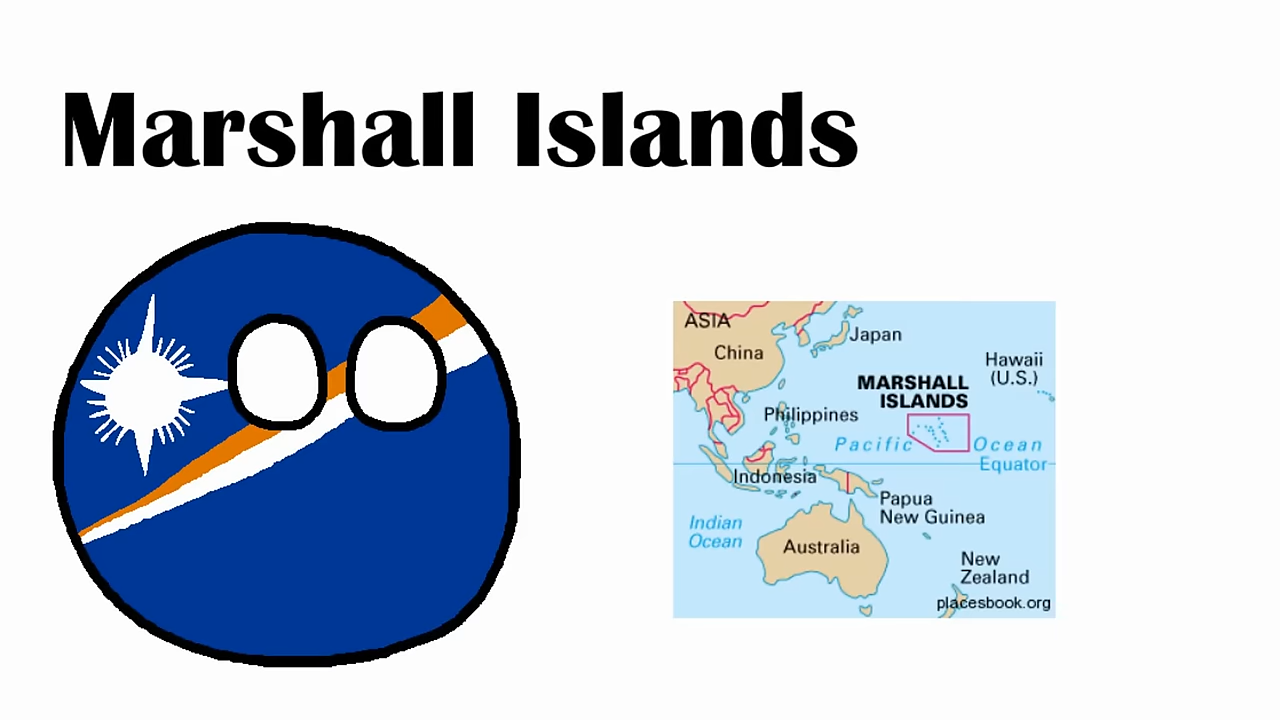 Marshall Islands
ASIA
Japan
China
Hawaii
(U.S.)
MARSHALL
ISLANDS
Philippines
Pacific Ocean
Equator
Indonesia
Papua
New Guinea
Indian
Ocean
Australia
New
Zealand
placesbook.org